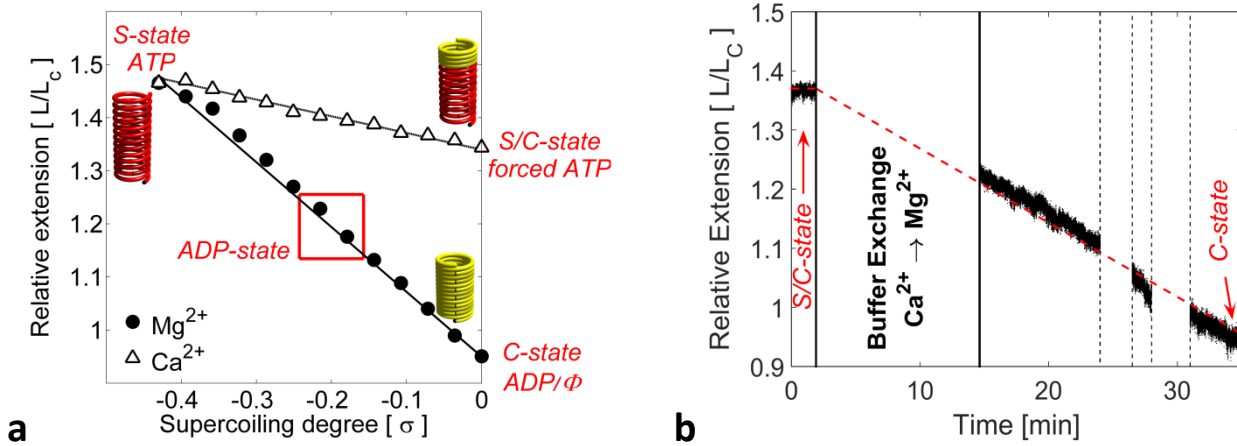 S-state
ATP
1.5
1.4
1.3
1.2
1.1
1
Relative extension [ L/L_C ]
S/C-state
forced ATP
ADP-state
Mg2+
Ca2+
C-state
ADP/Φ
-0.4 -0.3 -0.2 -0.1 0
Supercoiling degree [ σ ]
a
1.5
1.4
1.3
1.2
1.1
1
0.9
Relative Extension [ L/L_C ]
S/C-state
Buffer Exchange
Ca2+ → Mg2+
C-state
0 10 20 30
Time [min]
b